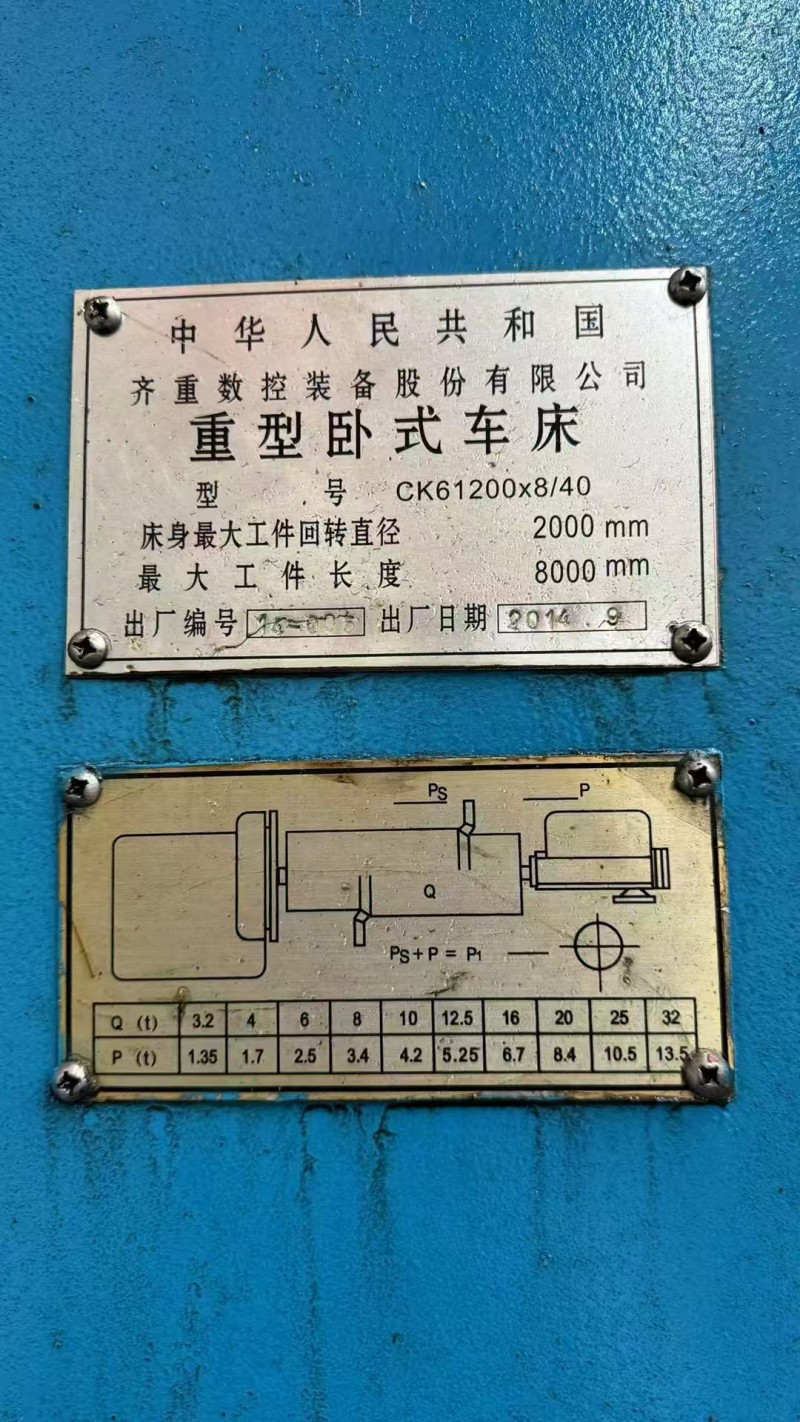 中华人民共和国
齐重数控装备股份有限公司
重型卧式车床
型号 CK61200x8/40
床身最大工件回转直径 2000 mm
最大工件长度 8000 mm
出厂编号 出厂日期 2014.9
PS P
Q
PS+P=P1
Q (t) 3.2 4 6 8 10 12.5 16 20 25 32
P (t) 1.35 1.7 2.5 3.4 4.2 5.25 6.7 8.4 10.5 13.5